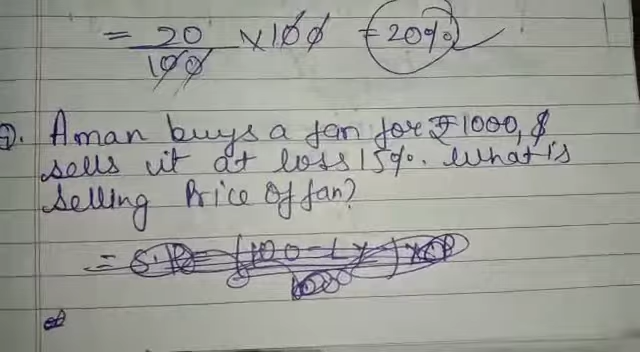 = 20/100 × 100 = 20%
Q. Aman buys a fan for ₹1000, &
sells it at loss 15%. What is
selling Price of fan?
= S.P =